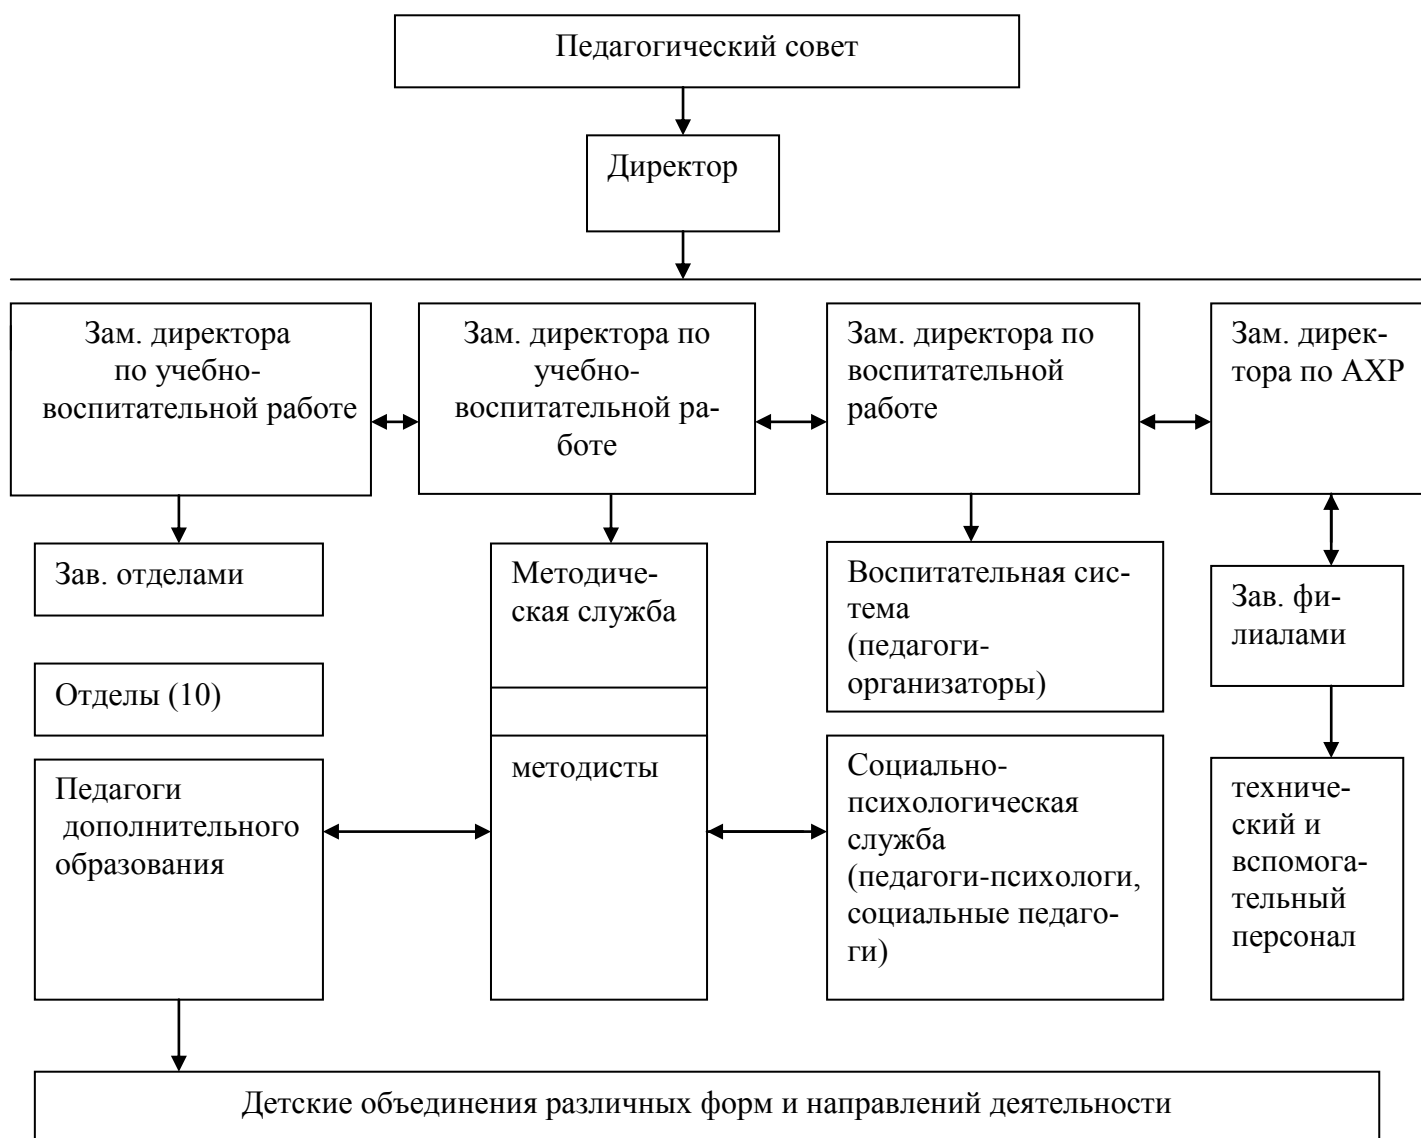 Педагогический совет
Директор
Зам. директора
по учебно-
воспитательной работе
Зам. директора по
учебно-
воспитательной ра-
боте
Зам. директора по
воспитательной
работе
Зам. дирек-
тора по АХР
Зав. отделами
Методиче-
ская служба
Воспитательная сис-
тема
(педагоги-
организаторы)
Зав. фи-
лиалами
Отделы (10)
Педагоги
дополнительного
образования
методисты
Социально-
психологическая
служба
(педагоги-психологи,
социальные педаго-
ги)
техниче-
ский и
вспомога-
тельный
персонал
Детские объединения различных форм и направлений деятельности